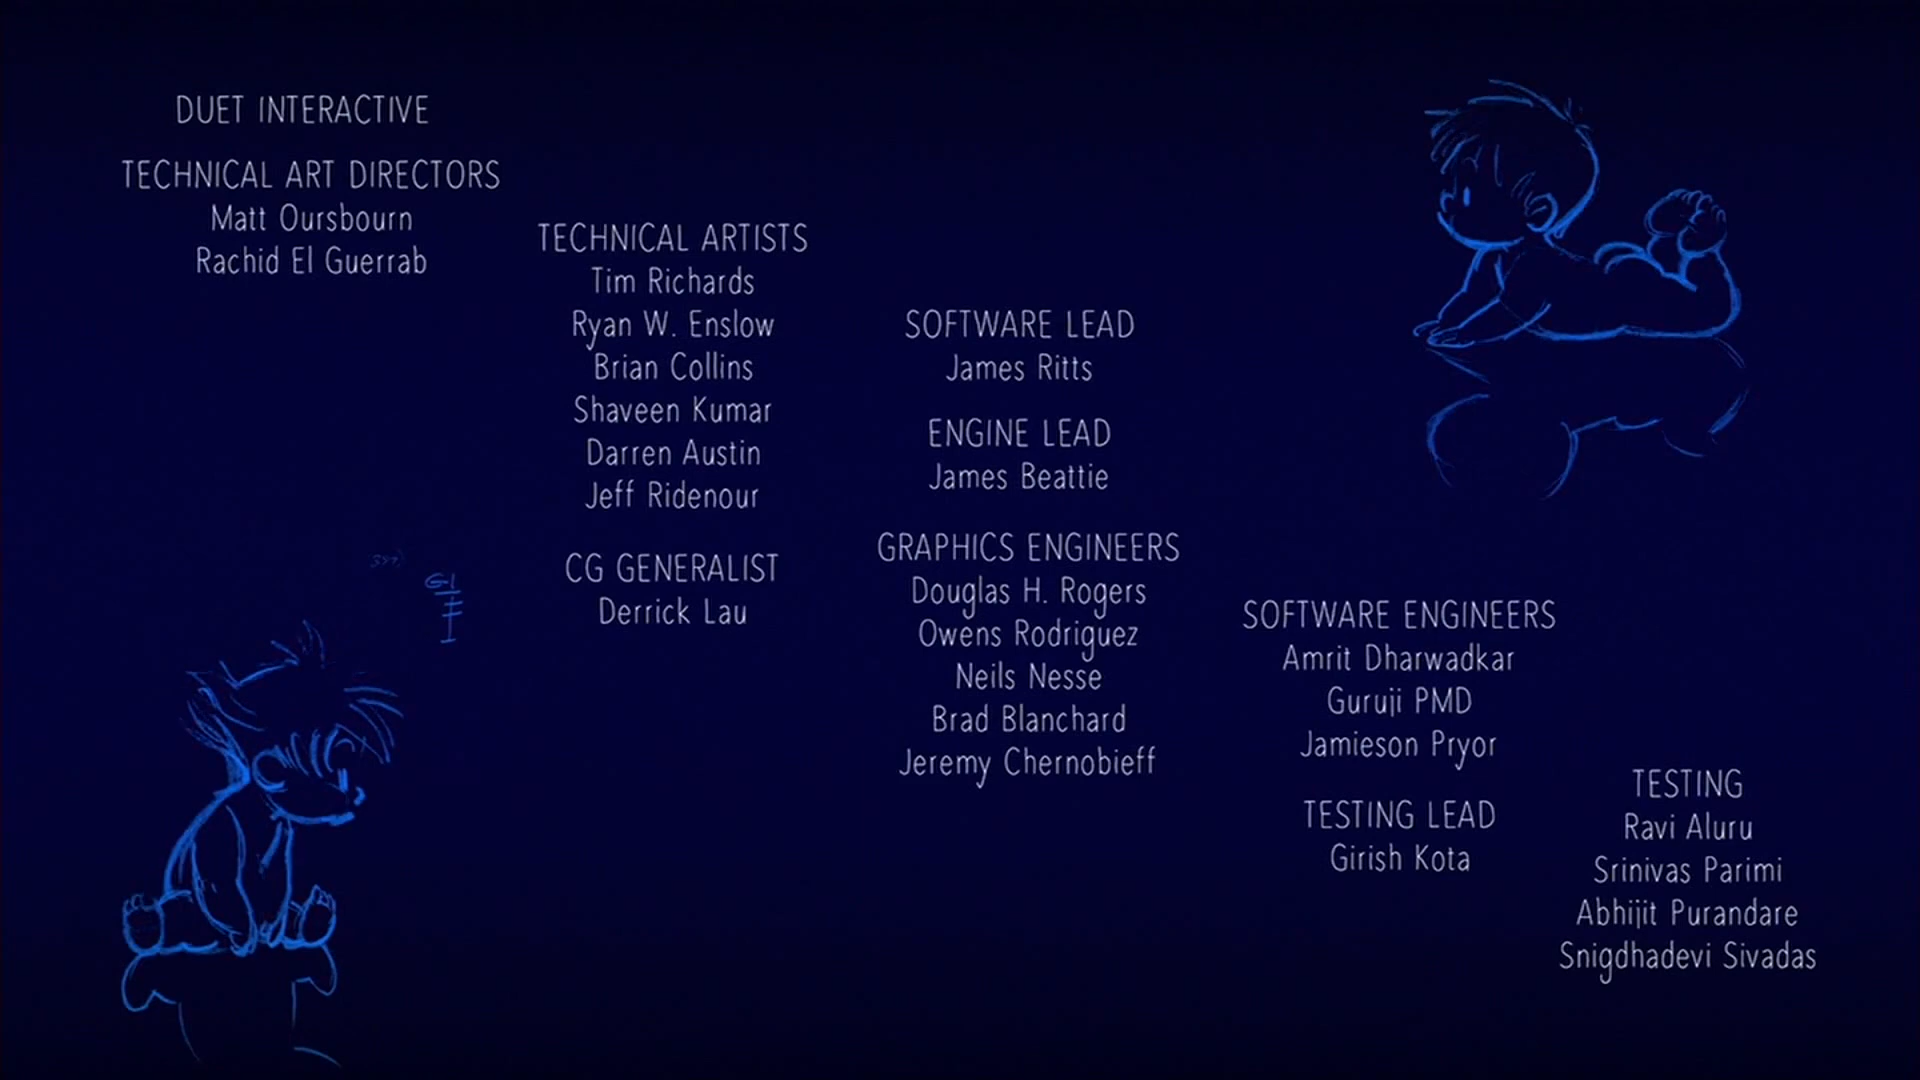 DUET INTERACTIVE
TECHNICAL ART DIRECTORS
Matt Oursbourn
Rachid El Guerrab
TECHNICAL ARTISTS
Tim Richards
Ryan W. Enslow
Brian Collins
Shaveen Kumar
Darren Austin
Jeff Ridenour
CG GENERALIST
Derrick Lau
SOFTWARE LEAD
James Ritts
ENGINE LEAD
James Beattie
GRAPHICS ENGINEERS
Douglas H. Rogers
Owens Rodriguez
Neils Nesse
Brad Blanchard
Jeremy Chernobieff
SOFTWARE ENGINEERS
Amrit Dharwadkar
Guruji PMD
Jamieson Pryor
TESTING LEAD
Girish Kota
TESTING
Ravi Aluru
Srinivas Parimi
Abhijit Purandare
Snigdhadevi Sivadas